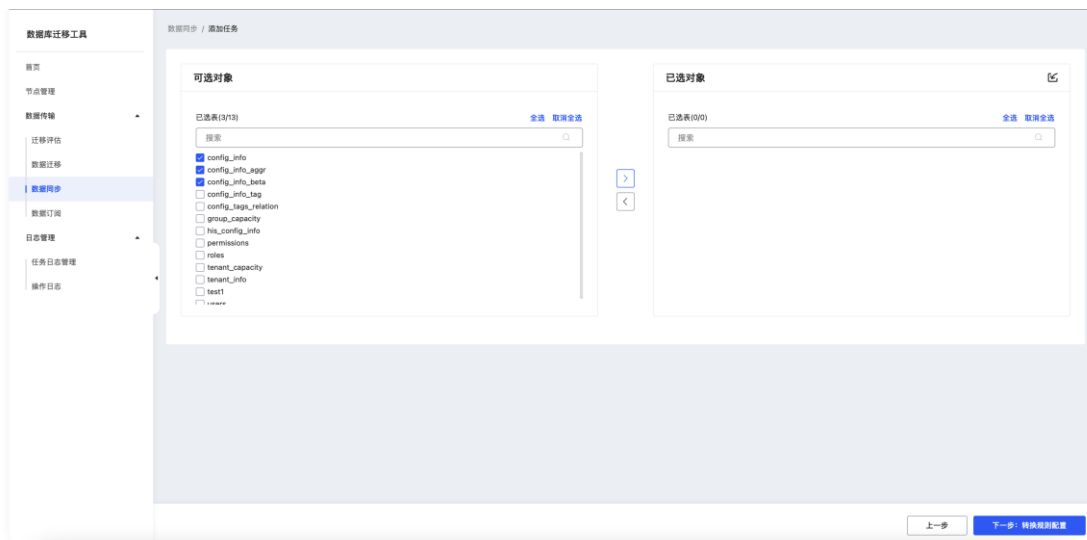 数据库迁移工具
首页
节点管理
数据传输
迁移评估
数据迁移
数据同步
数据订阅
日志管理
任务日志管理
操作日志
数据同步 / 添加任务
可选对象
已选表(3/13)
全选 取消全选
搜索
config_info
config_info_aggr
config_info_beta
config_info_tag
config_tags_relation
group_capacity
his_config_info
permissions
roles
tenant_capacity
tenant_info
test1
users
已选对象
已选表(0/0)
全选 取消全选
搜索
上一步
下一步：转换规则配置